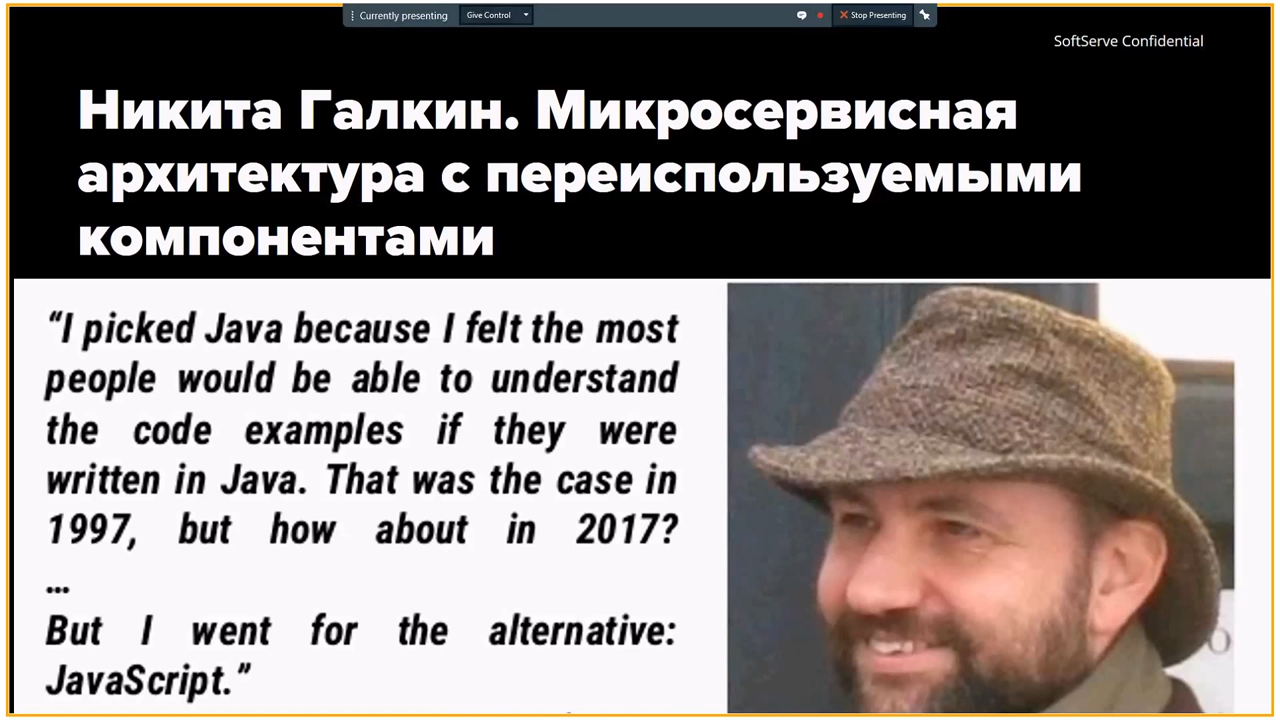 Currently presenting
Give Control
Stop Presenting
SoftServe Confidential
Никита Галкин. Микросервисная
архитектура с переиспользуемыми
компонентами
“I picked Java because I felt the most
people would be able to understand
the code examples if they were
written in Java. That was the case in
1997, but how about in 2017?
…
But I went for the alternative:
JavaScript.”